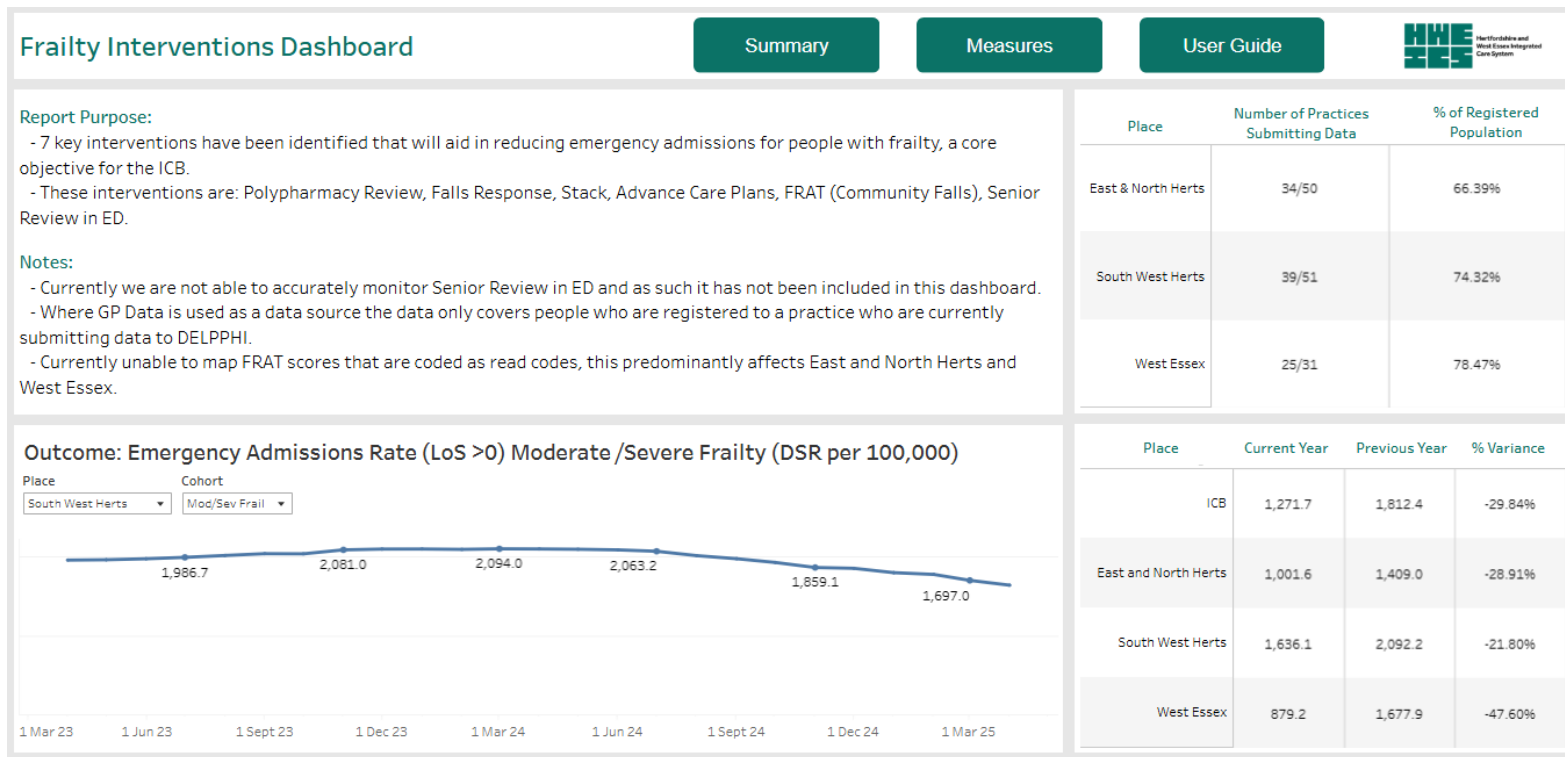 Frailty Interventions Dashboard
Summary
Measures
User Guide
HWE
ICS
Hertfordshire and
West Essex Integrated
Care System
Report Purpose:
- 7 key interventions have been identified that will aid in reducing emergency admissions for people with frailty, a core
objective for the ICB.
- These interventions are: Polypharmacy Review, Falls Response, Stack, Advance Care Plans, FRAT (Community Falls), Senior
Review in ED.
Notes:
- Currently we are not able to accurately monitor Senior Review in ED and as such it has not been included in this dashboard.
- Where GP Data is used as a data source the data only covers people who are registered to a practice who are currently
submitting data to DELPPHI.
- Currently unable to map FRAT scores that are coded as read codes, this predominantly affects East and North Herts and
West Essex.
Place
Number of Practices
Submitting Data
% of Registered
Population
East & North Herts 34/50 66.39%
South West Herts 39/51 74.32%
West Essex 25/31 78.47%
Outcome: Emergency Admissions Rate (LoS >0) Moderate /Severe Frailty (DSR per 100,000)
Place Cohort
South West Herts Mod/Sev Frail
1,986.7
2,081.0
2,094.0
2,063.2
1,859.1
1,697.0
1 Mar 23 1 Jun 23 1 Sept 23 1 Dec 23 1 Mar 24 1 Jun 24 1 Sept 24 1 Dec 24 1 Mar 25
Place Current Year Previous Year % Variance
ICB 1,271.7 1,812.4 -29.84%
East and North Herts 1,001.6 1,409.0 -28.91%
South West Herts 1,636.1 2,092.2 -21.80%
West Essex 879.2 1,677.9 -47.60%